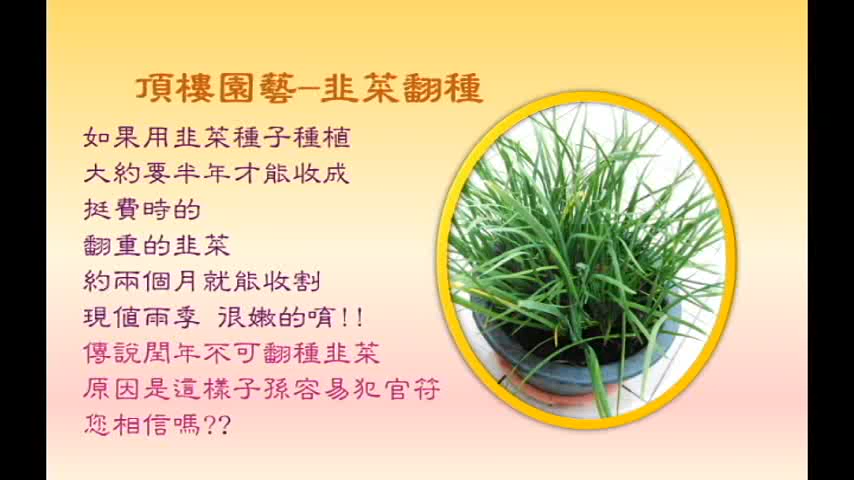 頂樓園藝-韭菜翻種
如果用韭菜種子種植
大約要半年才能收成
挺費時的
翻重的韭菜
約兩個月就能收割
現值雨季 很嫩的唷!!
傳說閏年不可翻種韭菜
原因是這樣子孫容易犯官符
您相信嗎??